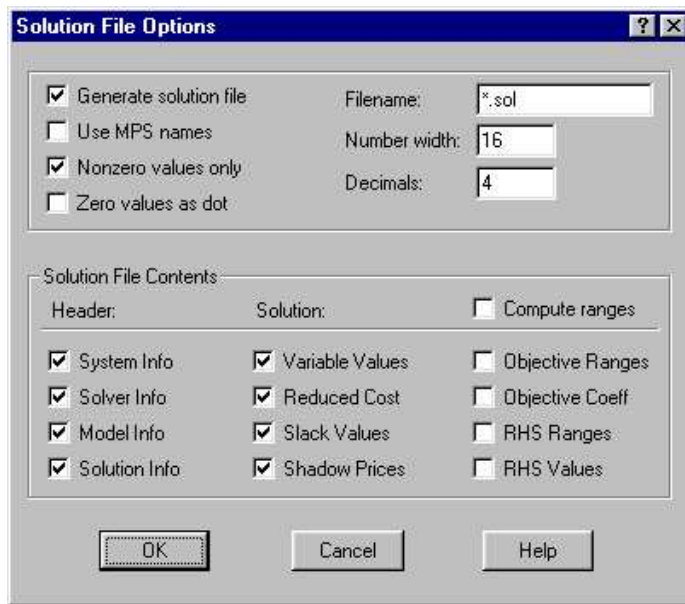 Solution File Options
Generate solution file Filename: *.sol
Use MPS names Number width: 16
Nonzero values only Decimals: 4
Zero values as dot
Solution File Contents
Header: Solution: Compute ranges
System Info Variable Values Objective Ranges
Solver Info Reduced Cost Objective Coeff
Model Info Slack Values RHS Ranges
Solution Info Shadow Prices RHS Values
OK Cancel Help